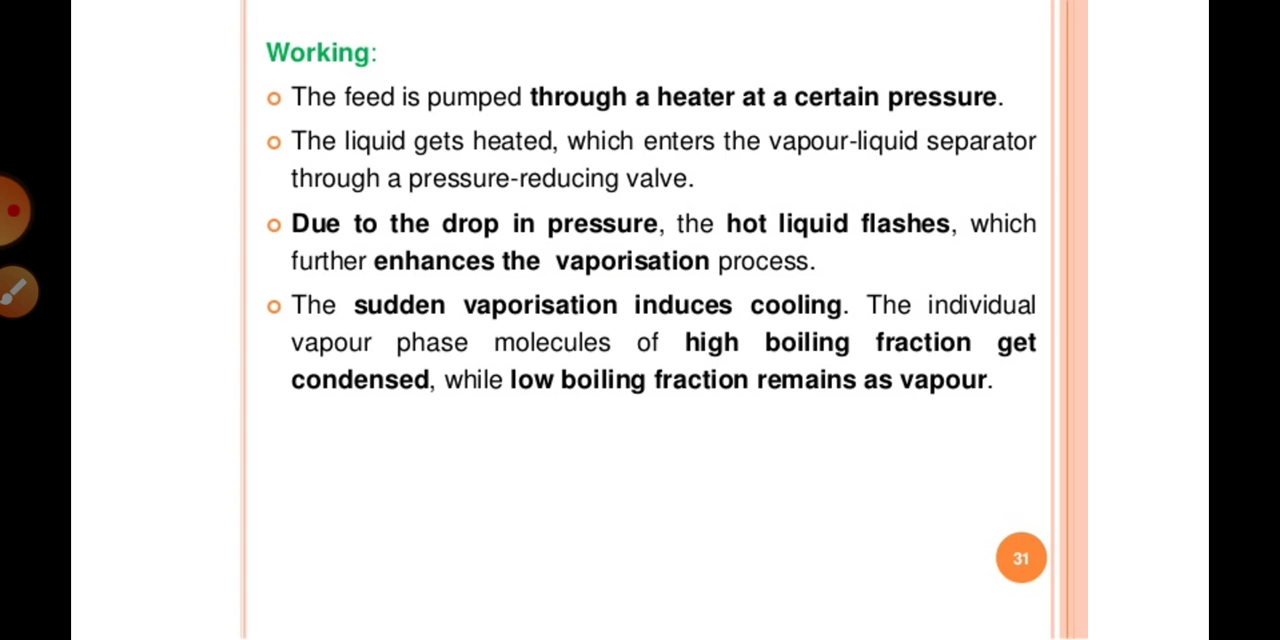 Working:
The feed is pumped through a heater at a certain pressure.
The liquid gets heated, which enters the vapour-liquid separator
through a pressure-reducing valve.
Due to the drop in pressure, the hot liquid flashes, which
further enhances the vaporisation process.
The sudden vaporisation induces cooling. The individual
vapour phase molecules of high boiling fraction get
condensed, while low boiling fraction remains as vapour.
31